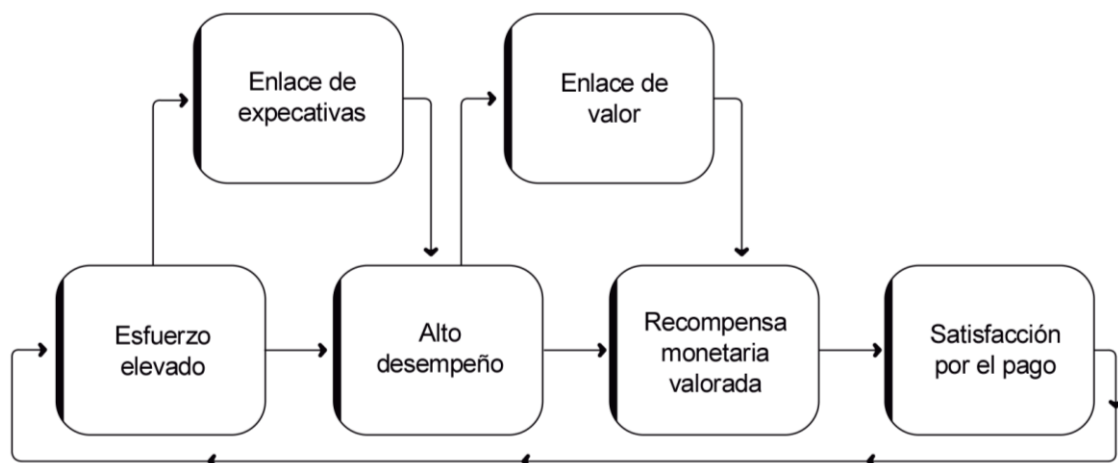 Enlace de
expecativas
Enlace de
valor
Esfuerzo
elevado
Alto
desempeño
Recompensa
monetaria
valorada
Satisfacción
por el pago